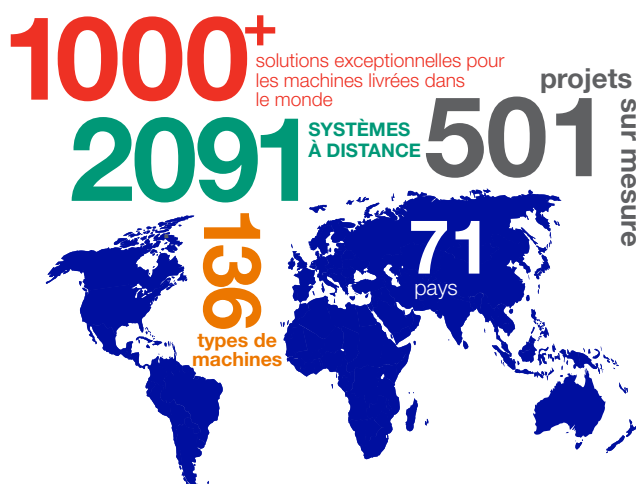 1000+
solutions exceptionnelles pour
les machines livrées dans
le monde
2091
SYSTÈMES
À DISTANCE
501
projets
sur mesure
136
types de
machines
71
pays